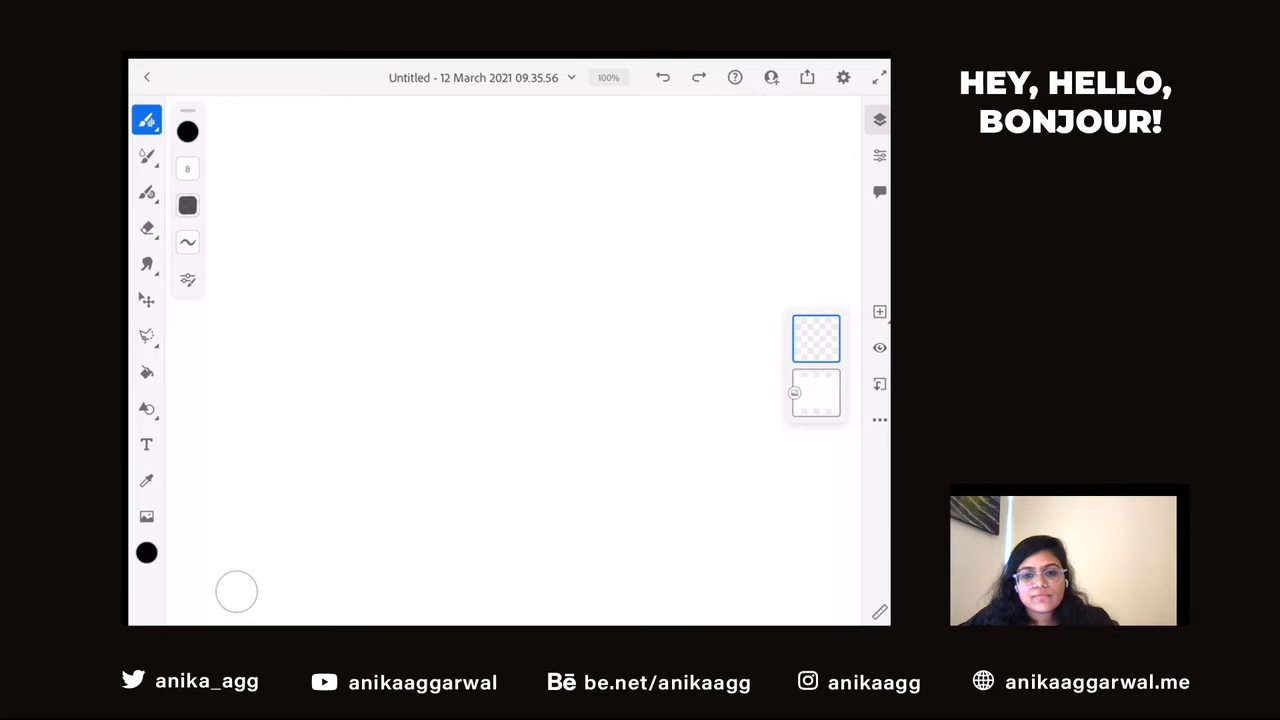 Untitled - 12 March 2021 09.35.56
100%
HEY, HELLO,
BONJOUR!
8
T
anika_agg
anikaaggarwal
Bē be.net/anikaagg
anikaagg
anikaaggarwal.me